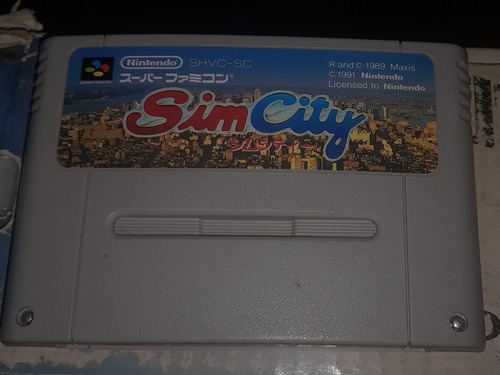 Nintendo SHVC-SC
スーパーファミコン®
R and © 1989 Maxis
© 1991 Nintendo
Licensed to Nintendo
SimCity
シムシティー